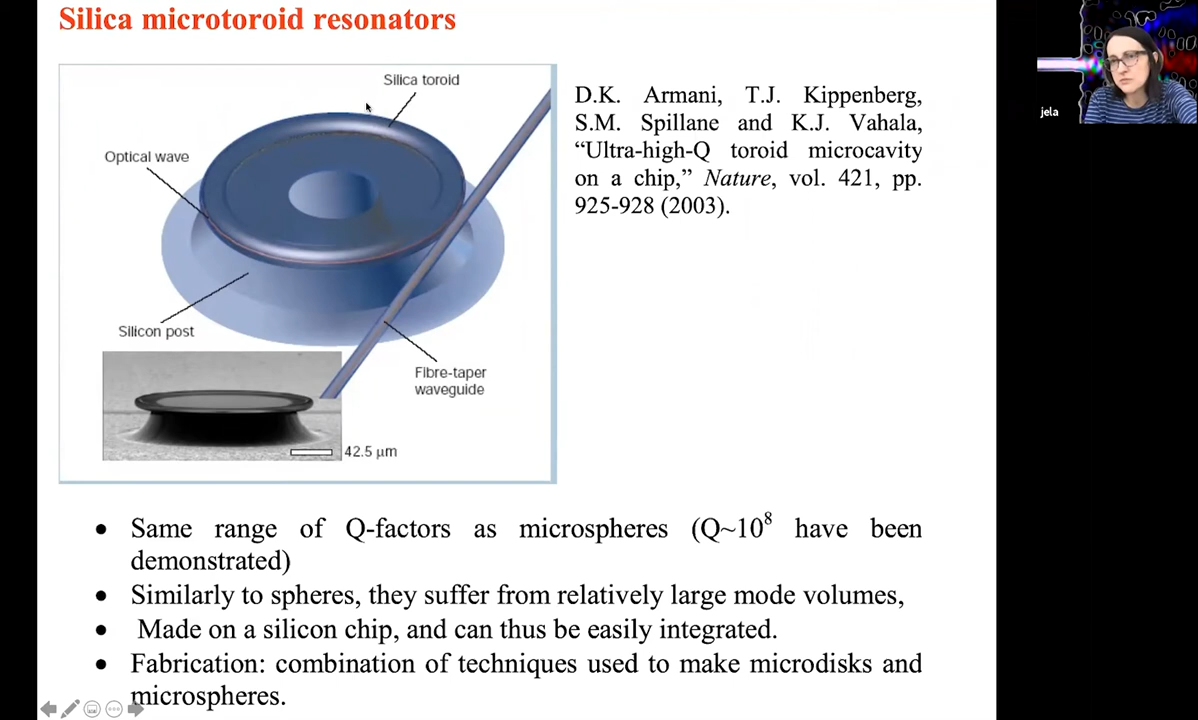 Silica microtoroid resonators
Silica toroid
Optical wave
Silicon post
Fibre-taper
waveguide
42.5 µm
D.K. Armani, T.J. Kippenberg,
S.M. Spillane and K.J. Vahala,
“Ultra-high-Q toroid microcavity
on a chip,” Nature, vol. 421, pp.
925-928 (2003).
jela
• Same range of Q-factors as microspheres (Q~10⁸ have been
demonstrated)
• Similarly to spheres, they suffer from relatively large mode volumes,
• Made on a silicon chip, and can thus be easily integrated.
• Fabrication: combination of techniques used to make microdisks and
microspheres.